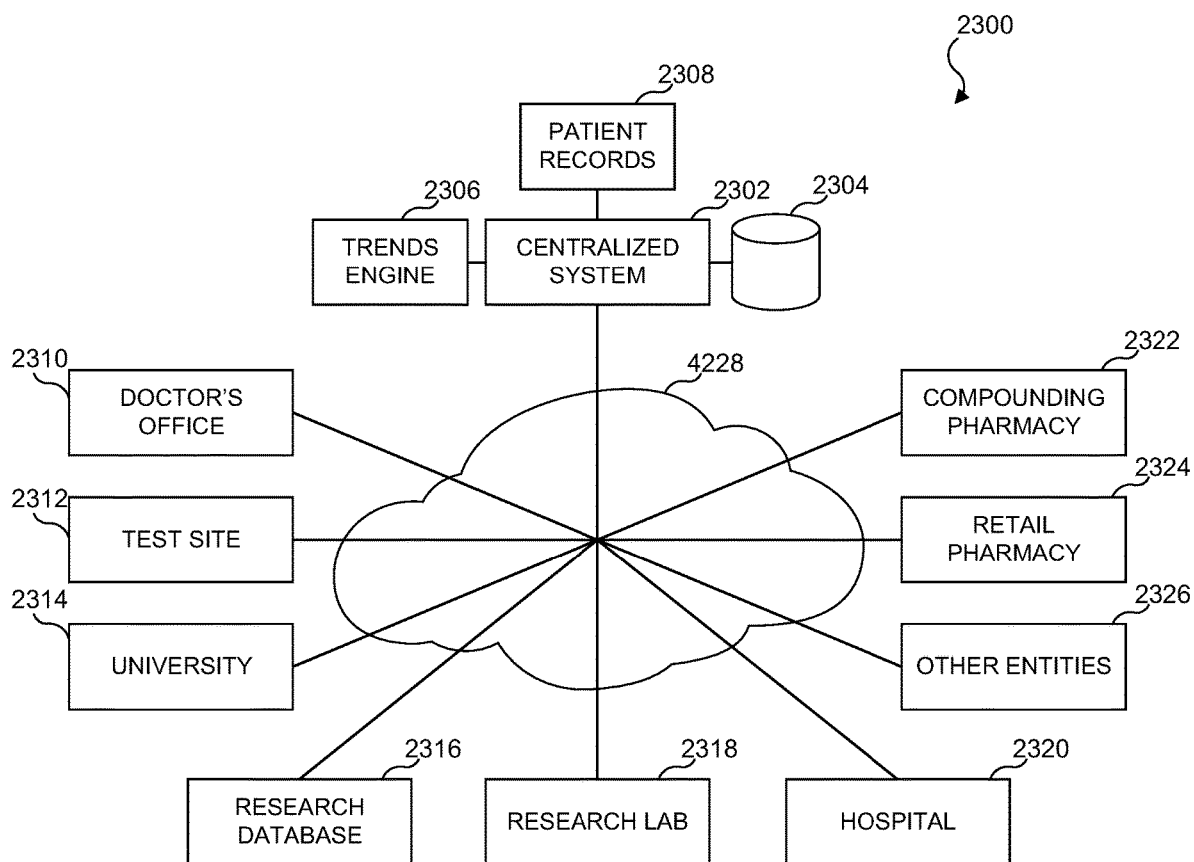 2300
2308
PATIENT
RECORDS
2306
2302
2304
TRENDS
ENGINE
CENTRALIZED
SYSTEM
2310
4228
2322
DOCTOR'S
OFFICE
COMPOUNDING
PHARMACY
2312
2324
TEST SITE
RETAIL
PHARMACY
2314
2326
UNIVERSITY
OTHER ENTITIES
2316
2318
2320
RESEARCH
DATABASE
RESEARCH LAB
HOSPITAL